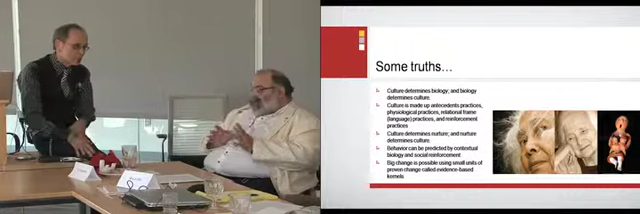 Some truths...
Culture determines biology; and biology
determines culture.
Culture is made up antecedents practices,
physiological practices, relational frame
(language) practices, and reinforcement
practices
Culture determines nurture; and nurture
determines culture.
Behavior can be predicted by contextual
biology and social reinforcement
Big change is possible using small units of
proven change called evidence-based
kernels